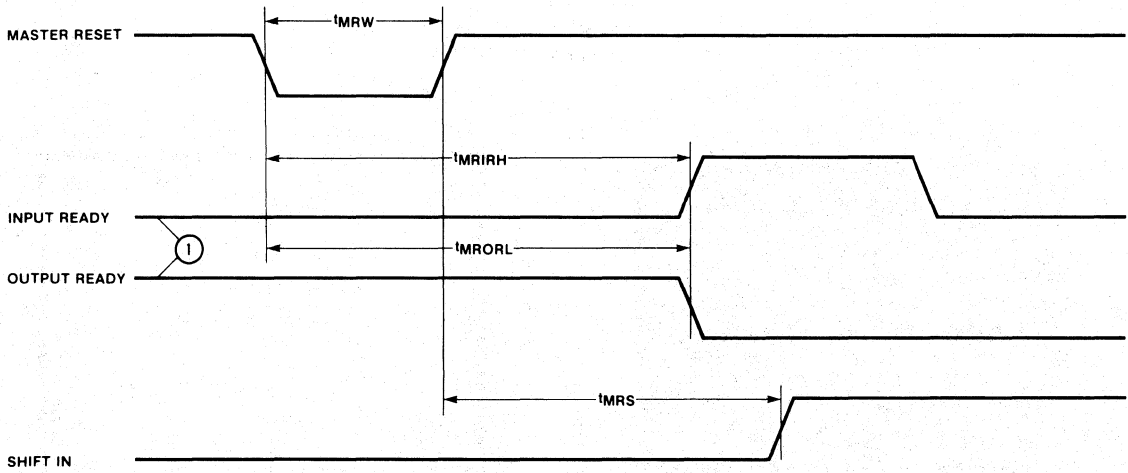 tMRW
MASTER RESET
tMRIRH
INPUT READY
1
tMRORL
OUTPUT READY
tMRS
SHIFT IN